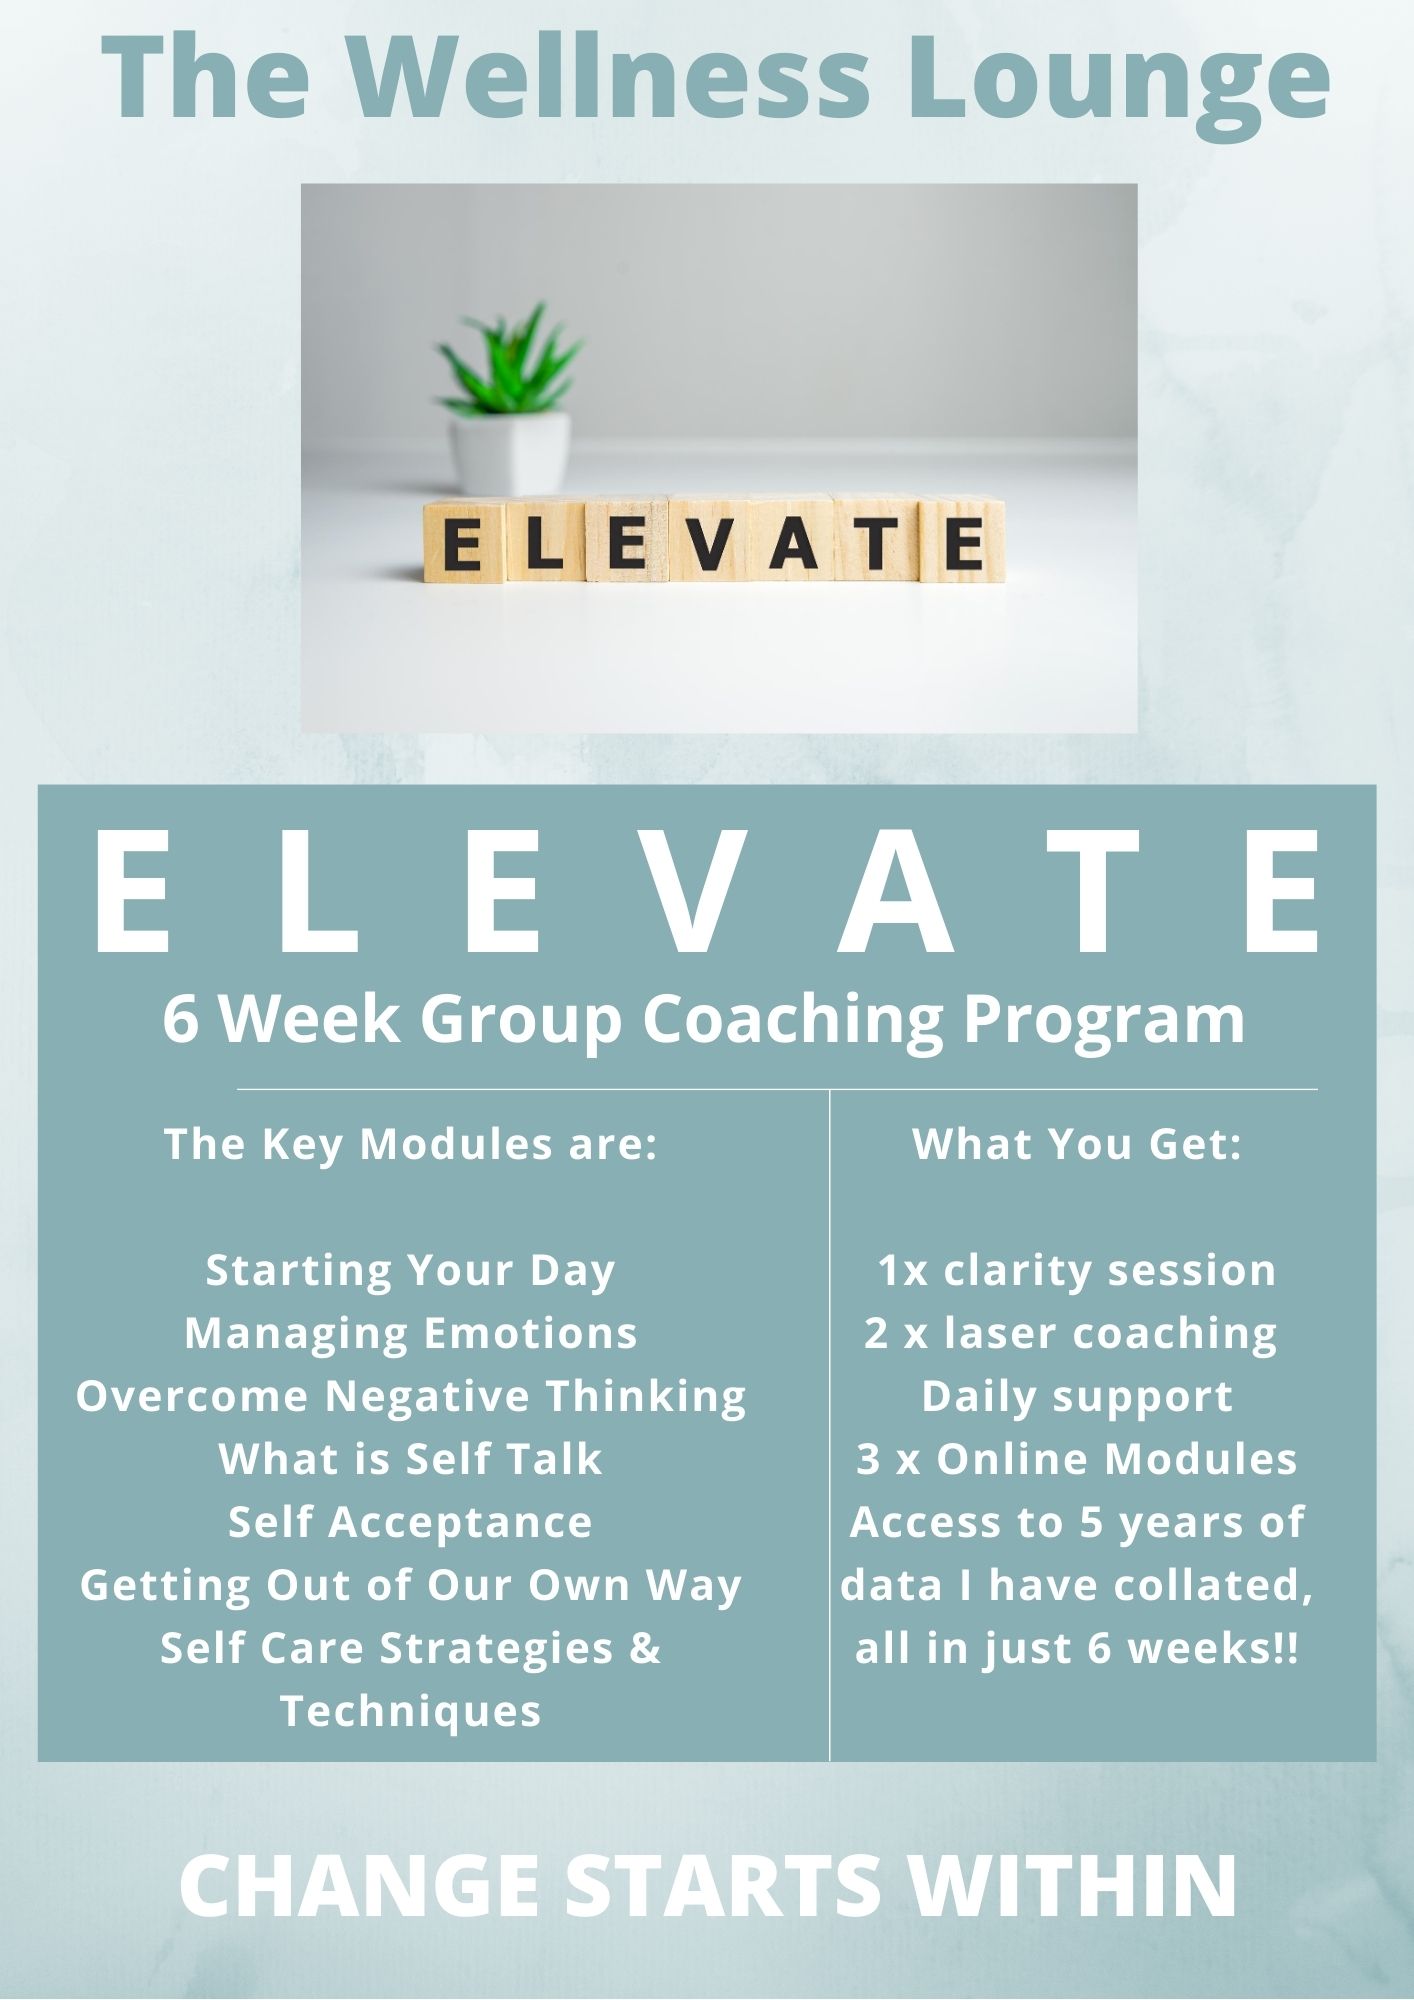 The Wellness Lounge
ELEVATE
ELEVATE
6 Week Group Coaching Program
The Key Modules are:
Starting Your Day
Managing Emotions
Overcome Negative Thinking
What is Self Talk
Self Acceptance
Getting Out of Our Own Way
Self Care Strategies &
Techniques
What You Get:
1x clarity session
2 x laser coaching
Daily support
3 x Online Modules
Access to 5 years of
data I have collated,
all in just 6 weeks!!
CHANGE STARTS WITHIN